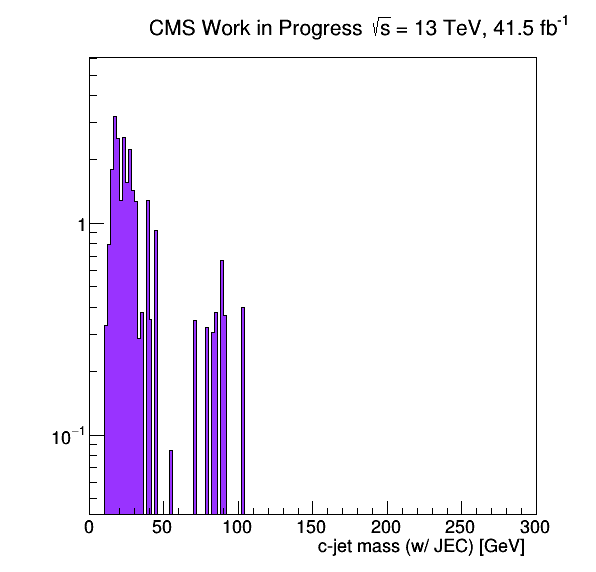 CMS Work in Progress √s = 13 TeV, 41.5 fb⁻¹
1
10⁻¹
0 50 100 150 200 250 300
c-jet mass (w/ JEC) [GeV]